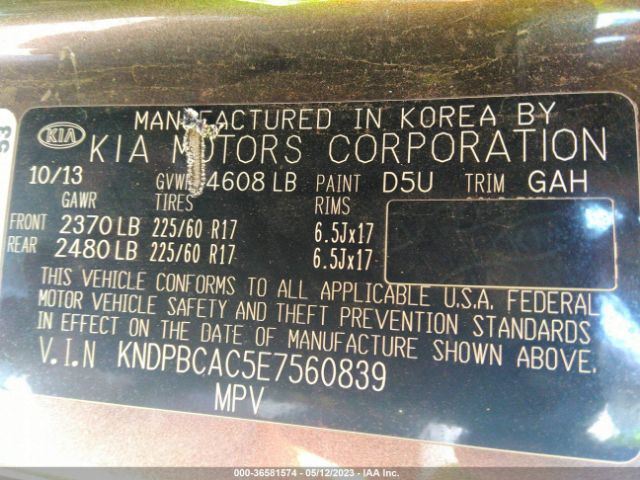 53
KIA
MANUFACTURED IN KOREA BY
KIA MOTORS CORPORATION
10/13 GVWR 4608 LB PAINT D5U TRIM GAH
GAWR TIRES RIMS
FRONT 2370 LB 225/60 R17 6.5Jx17
REAR 2480 LB 225/60 R17 6.5Jx17
THIS VEHICLE CONFORMS TO ALL APPLICABLE U.S.A. FEDERAL
MOTOR VEHICLE SAFETY AND THEFT PREVENTION STANDARDS
IN EFFECT ON THE DATE OF MANUFACTURE SHOWN ABOVE.
V.I.N KNDPBCAC5E7560839
MPV
000-36581574 - 05/12/2023 - IAA Inc.